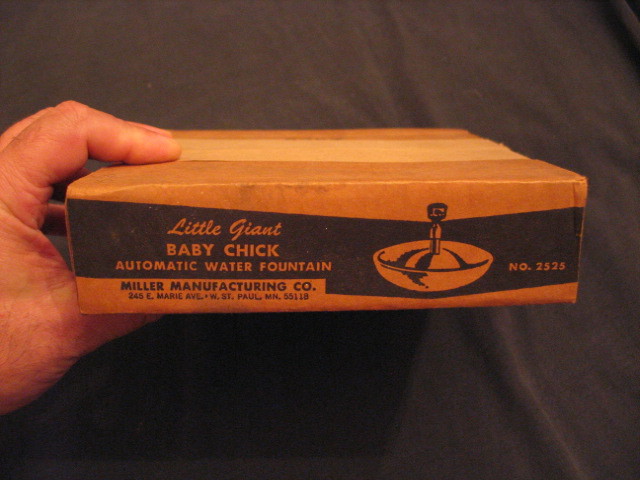 Little Giant
BABY CHICK
AUTOMATIC WATER FOUNTAIN
MILLER MANUFACTURING CO.
245 E. MARIE AVE. • W. ST. PAUL, MN. 55118
NO. 2525